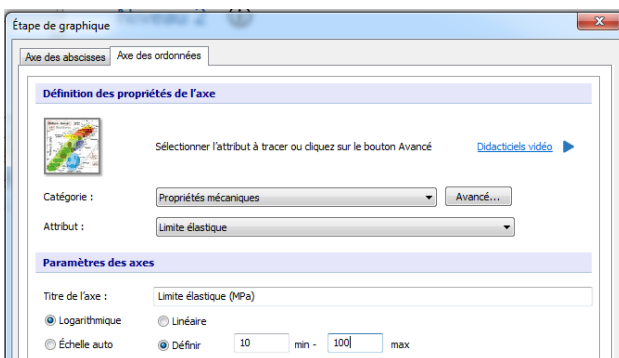 Niveau 2
Étape de graphique
Axe des abscisses Axe des ordonnées
Définition des propriétés de l'axe
Sélectionner l'attribut à tracer ou cliquez sur le bouton Avancé Didacticiels vidéo
Catégorie : Propriétés mécaniques Avancé...
Attribut : Limite élastique
Paramètres des axes
Titre de l'axe : Limite élastique (MPa)
Logarithmique Linéaire
Échelle auto Définir 10 min - 100 max